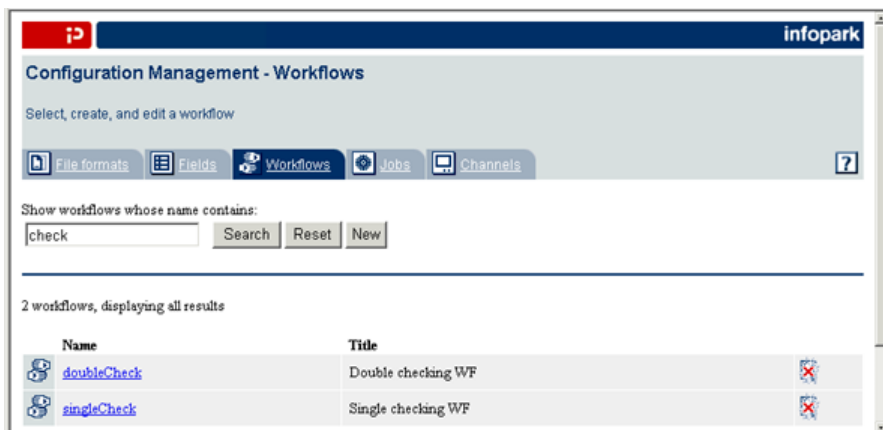 infopark
Configuration Management - Workflows
Select, create, and edit a workflow
File formats Fields Workflows Jobs Channels ?
Show workflows whose name contains:
check Search Reset New
2 workflows, displaying all results
Name Title
doubleCheck Double checking WF
singleCheck Single checking WF